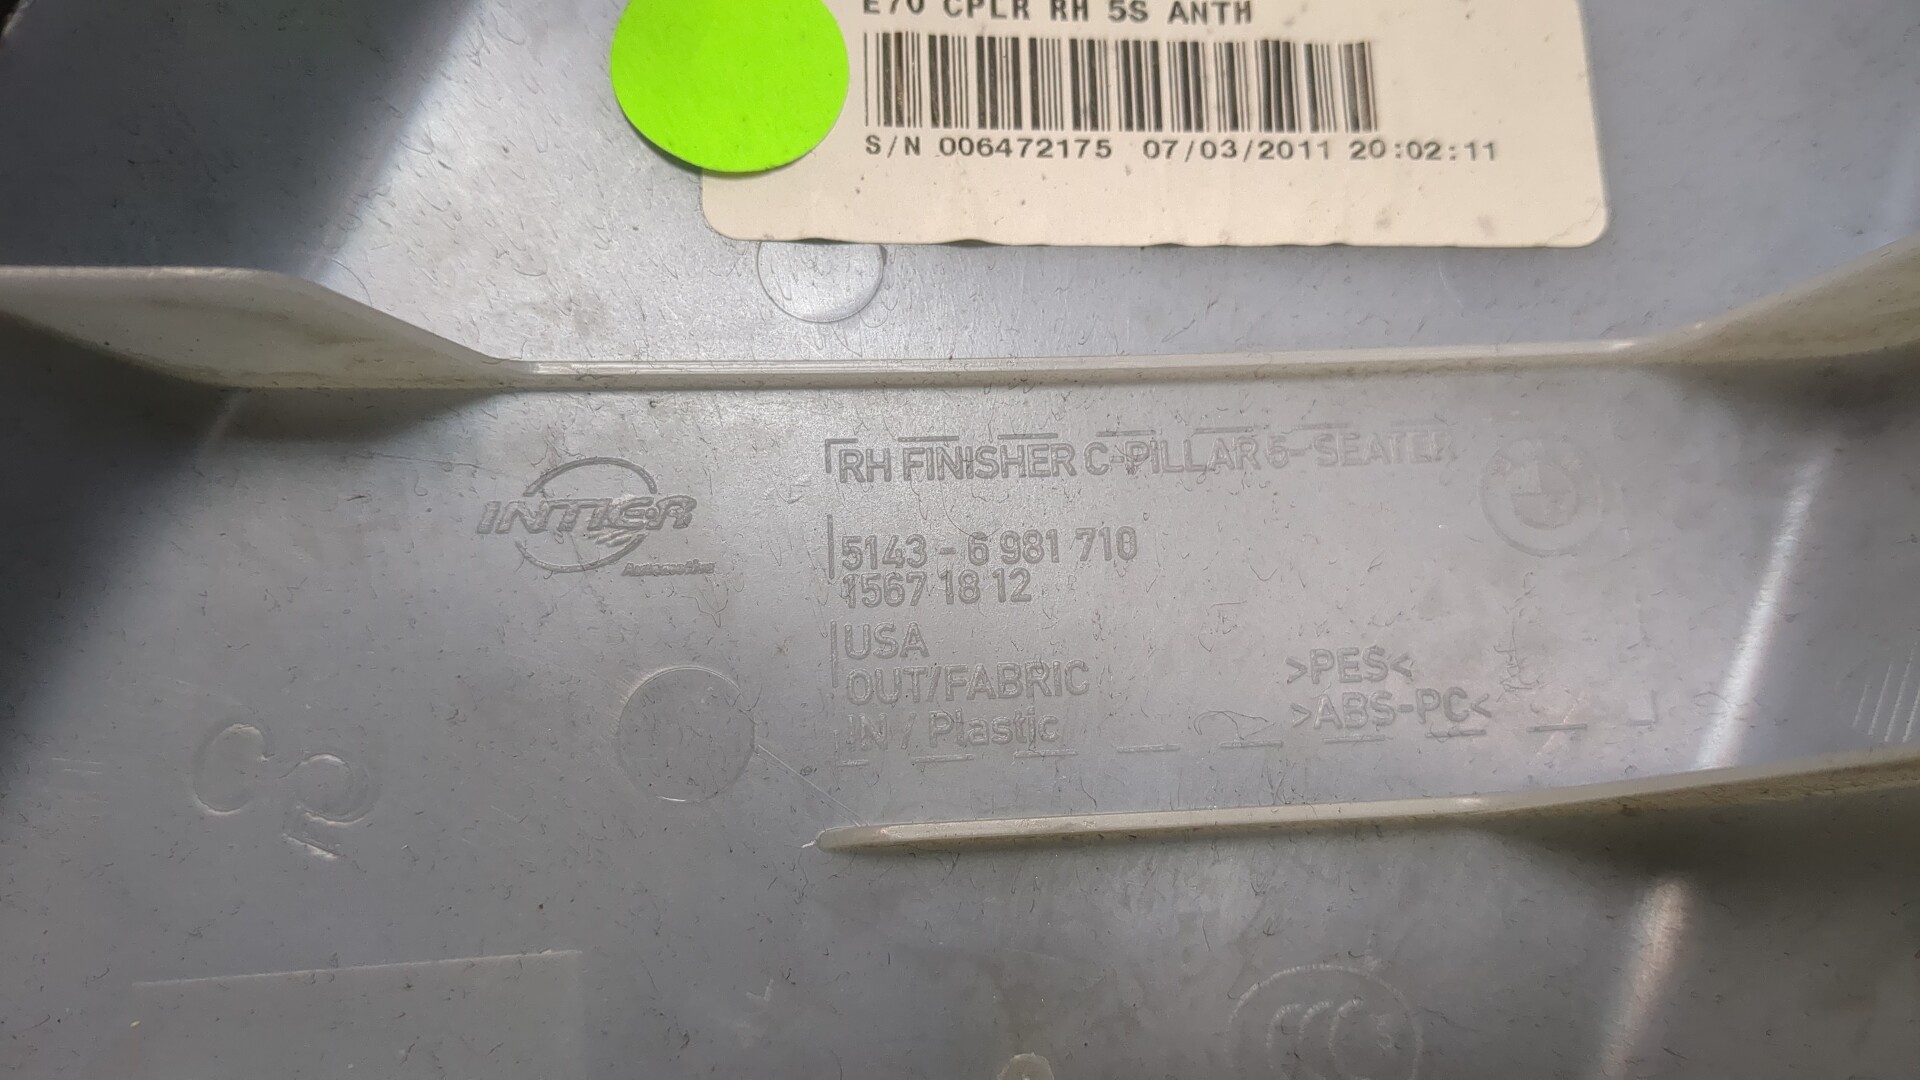 E70 CPLR RH 5S ANTH
S/N 006472175 07/03/2011 20:02:11
RH FINISHER C-PILLAR 5-SEATER
INTIER
Automotive
5143 - 6 981 710
1567 18 12
USA
OUT/FABRIC
IN / Plastic
>PES<
>ABS-PC<